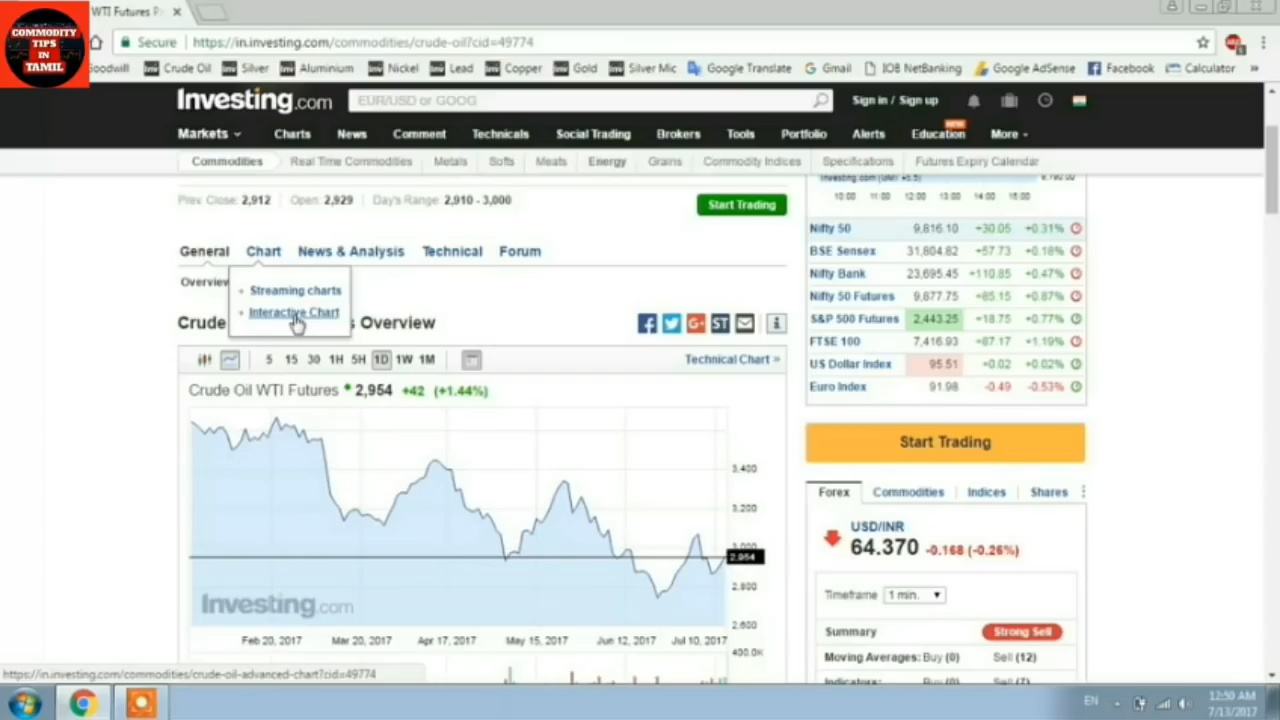 COMMODITY
TIPS
IN
TAMIL
WTI Futures P
Secure https://in.investing.com/commodities/crude-oil?cid=49774
oodwill Crude Oil Silver Aluminium Nickel Lead Copper Gold Silver Mic Google Translate Gmail IOB NetBanking Google AdSense Facebook Calculator »
Investing.com EUR/USD or GOOG Sign in / Sign up
Markets Charts News Comment Technicals Social Trading Brokers Tools Portfolio Alerts Education NEW More
Commodities Real Time Commodities Metals Softs Meats Energy Grains Commodity Indices Specifications Futures Expiry Calendar
Prev. Close: 2,912 Open: 2,929 Day's Range: 2,910 - 3,000
Start Trading
General Chart News & Analysis Technical Forum
Overview
Streaming charts
Interactive Chart
Crude s Overview
5 15 30 1H 5H 1D 1W 1M Technical Chart »
Crude Oil WTI Futures 2,954 +42 (+1.44%)
3,400
3,200
3,000
2,954
2,800
2,600
Investing.com
Feb 20, 2017 Mar 20, 2017 Apr 17, 2017 May 15, 2017 Jun 12, 2017 Jul 10, 2017
400.0K
Investing.com (GMT +5.5)
10:00 11:00 12:00 13:00 14:00 15:00
Nifty 50 9,816.10 +30.05 +0.31%
BSE Sensex 31,804.82 +57.73 +0.18%
Nifty Bank 23,695.45 +110.85 +0.47%
Nifty 50 Futures 9,877.75 +85.15 +0.87%
S&P 500 Futures 2,443.25 +18.75 +0.77%
FTSE 100 7,416.93 +87.17 +1.19%
US Dollar Index 95.51 +0.02 +0.02%
Euro Index 91.98 -0.49 -0.53%
Start Trading
Forex Commodities Indices Shares
USD/INR
64.370 -0.168 (-0.26%)
Timeframe 1 min.
Summary Strong Sell
Moving Averages: Buy (0) Sell (12)
Indicators: Buy (0) Sell (7)
https://in.investing.com/commodities/crude-oil-advanced-chart?cid=49774
EN
12:50 AM
7/13/2017